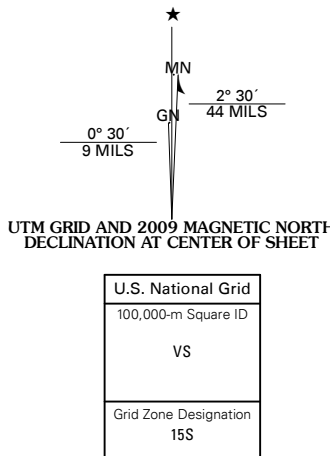 ★
MN
GN
2° 30´
44 MILS
0° 30´
9 MILS
UTM GRID AND 2009 MAGNETIC NORTH
DECLINATION AT CENTER OF SHEET
U.S. National Grid
100,000-m Square ID
VS
Grid Zone Designation
15S